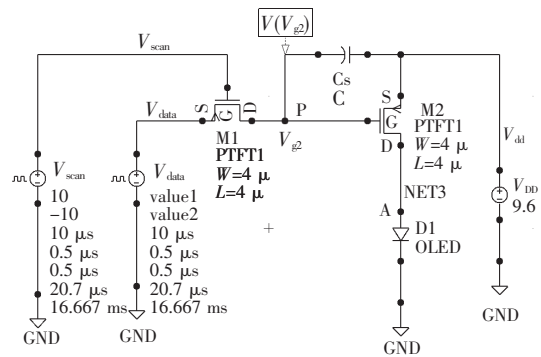 V(Vg2)
Vscan
Cs
C
Vdata
S
G
D
P
S
G
D
M2
PTFT1
W=4 μ
L=4 μ
Vdd
M1
PTFT1
W=4 μ
L=4 μ
Vg2
Vscan
10
−10
10 μs
0.5 μs
0.5 μs
20.7 μs
16.667 ms
GND
Vdata
value1
value2
10 μs
0.5 μs
0.5 μs
20.7 μs
16.667 ms
GND
NET3
A
D1
OLED
GND
VDD
9.6
GND